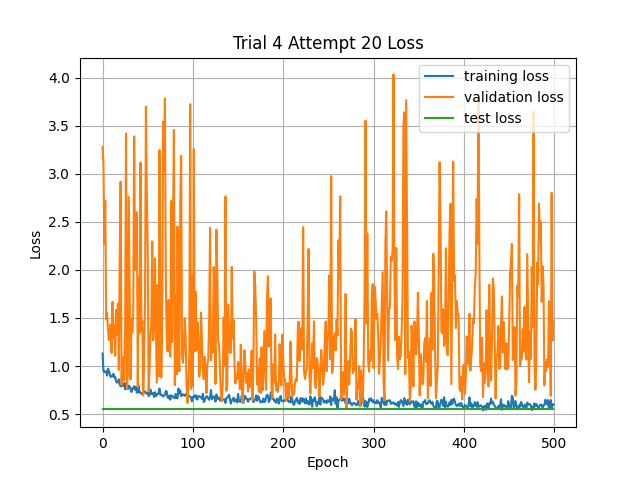 Trial 4 Attempt 20 Loss
training loss
validation loss
test loss
4.0
3.5
3.0
2.5
2.0
1.5
1.0
0.5
Loss
0 100 200 300 400 500
Epoch